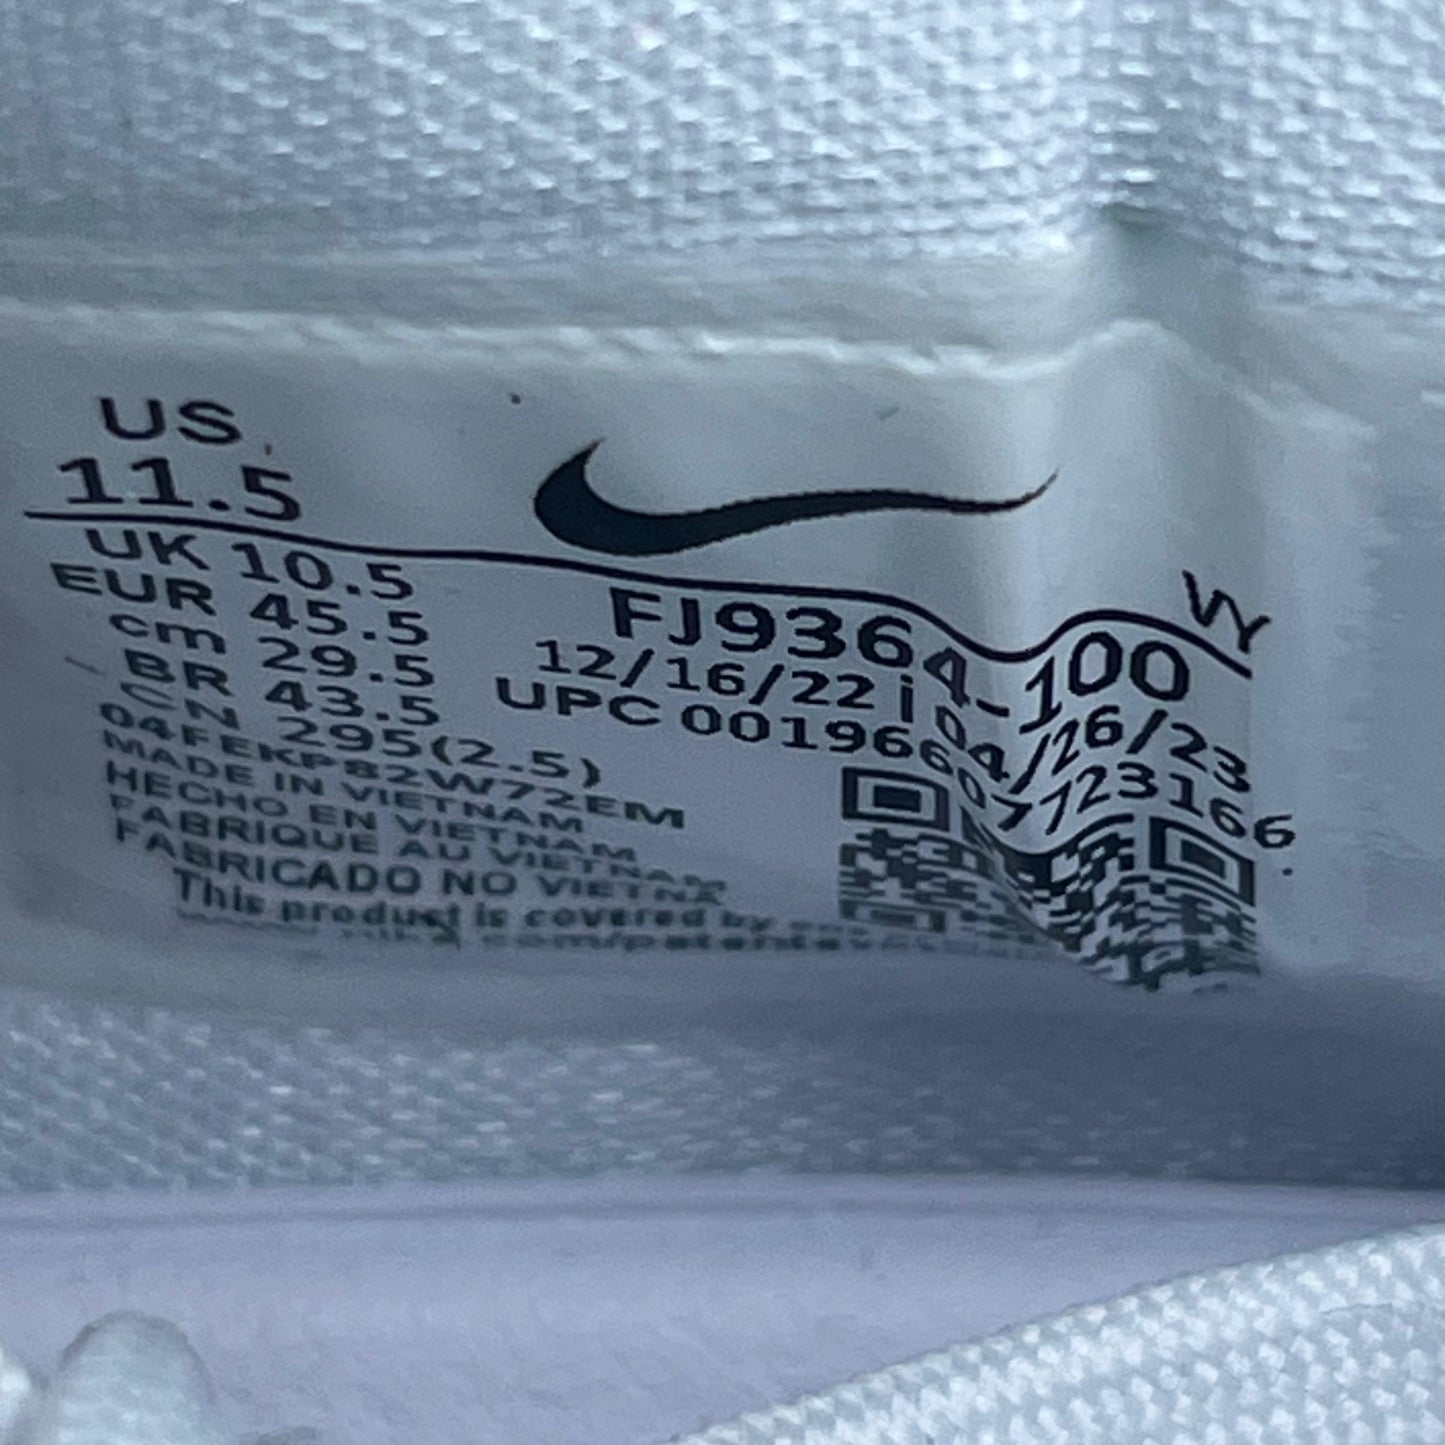 US
11.5
UK 10.5
EUR 45.5
cm 29.5
BR 43.5
CN 295(2.5)
VY
FJ9364-100
12/16/22 i 04/26/23
UPC 00196607723166
04FEKP82W72EM
MADE IN VIETNAM
HECHO EN VIETNAM
FABRIQUE AU VIETNAM
FABRICADO NO VIETNA
This product is covered by